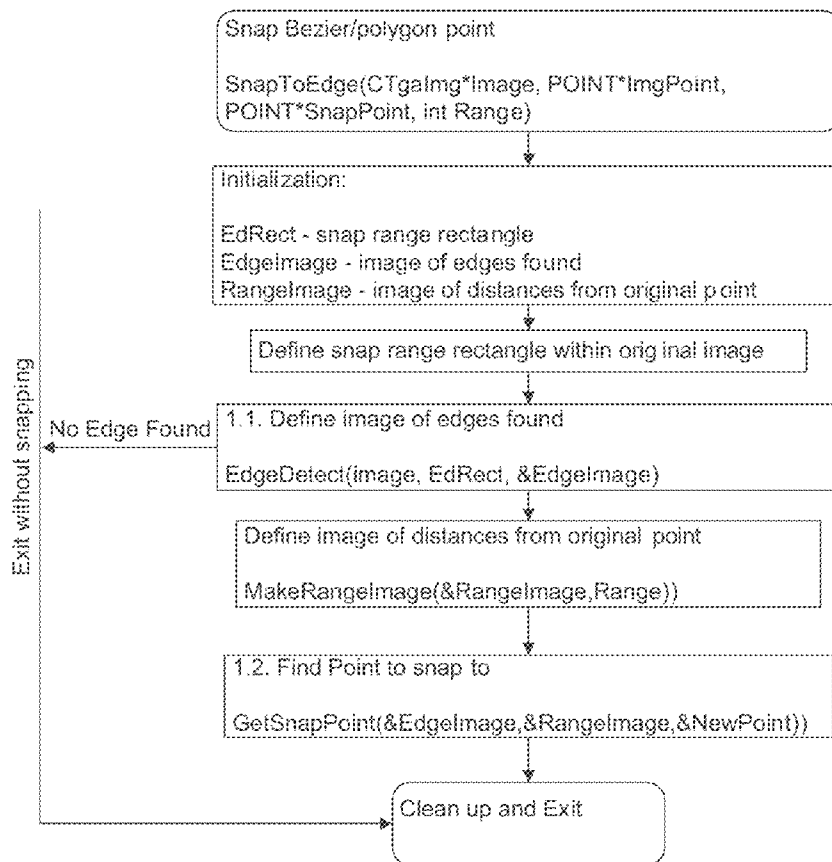 Snap Bezier/polygon point
SnapToEdge(CTgaImg*Image, POINT*ImgPoint,
POINT*SnapPoint, int Range)
Initialization:
EdRect - snap range rectangle
EdgeImage - image of edges found
RangeImage - image of distances from original point
Define snap range rectangle within original image
No Edge Found
1.1. Define image of edges found
EdgeDetect(image, EdRect, &EdgeImage)
Exit without snapping
Define image of distances from original point
MakeRangeImage(&RangeImage,Range))
1.2. Find Point to snap to
GetSnapPoint(&EdgeImage,&RangeImage,&NewPoint))
Clean up and Exit